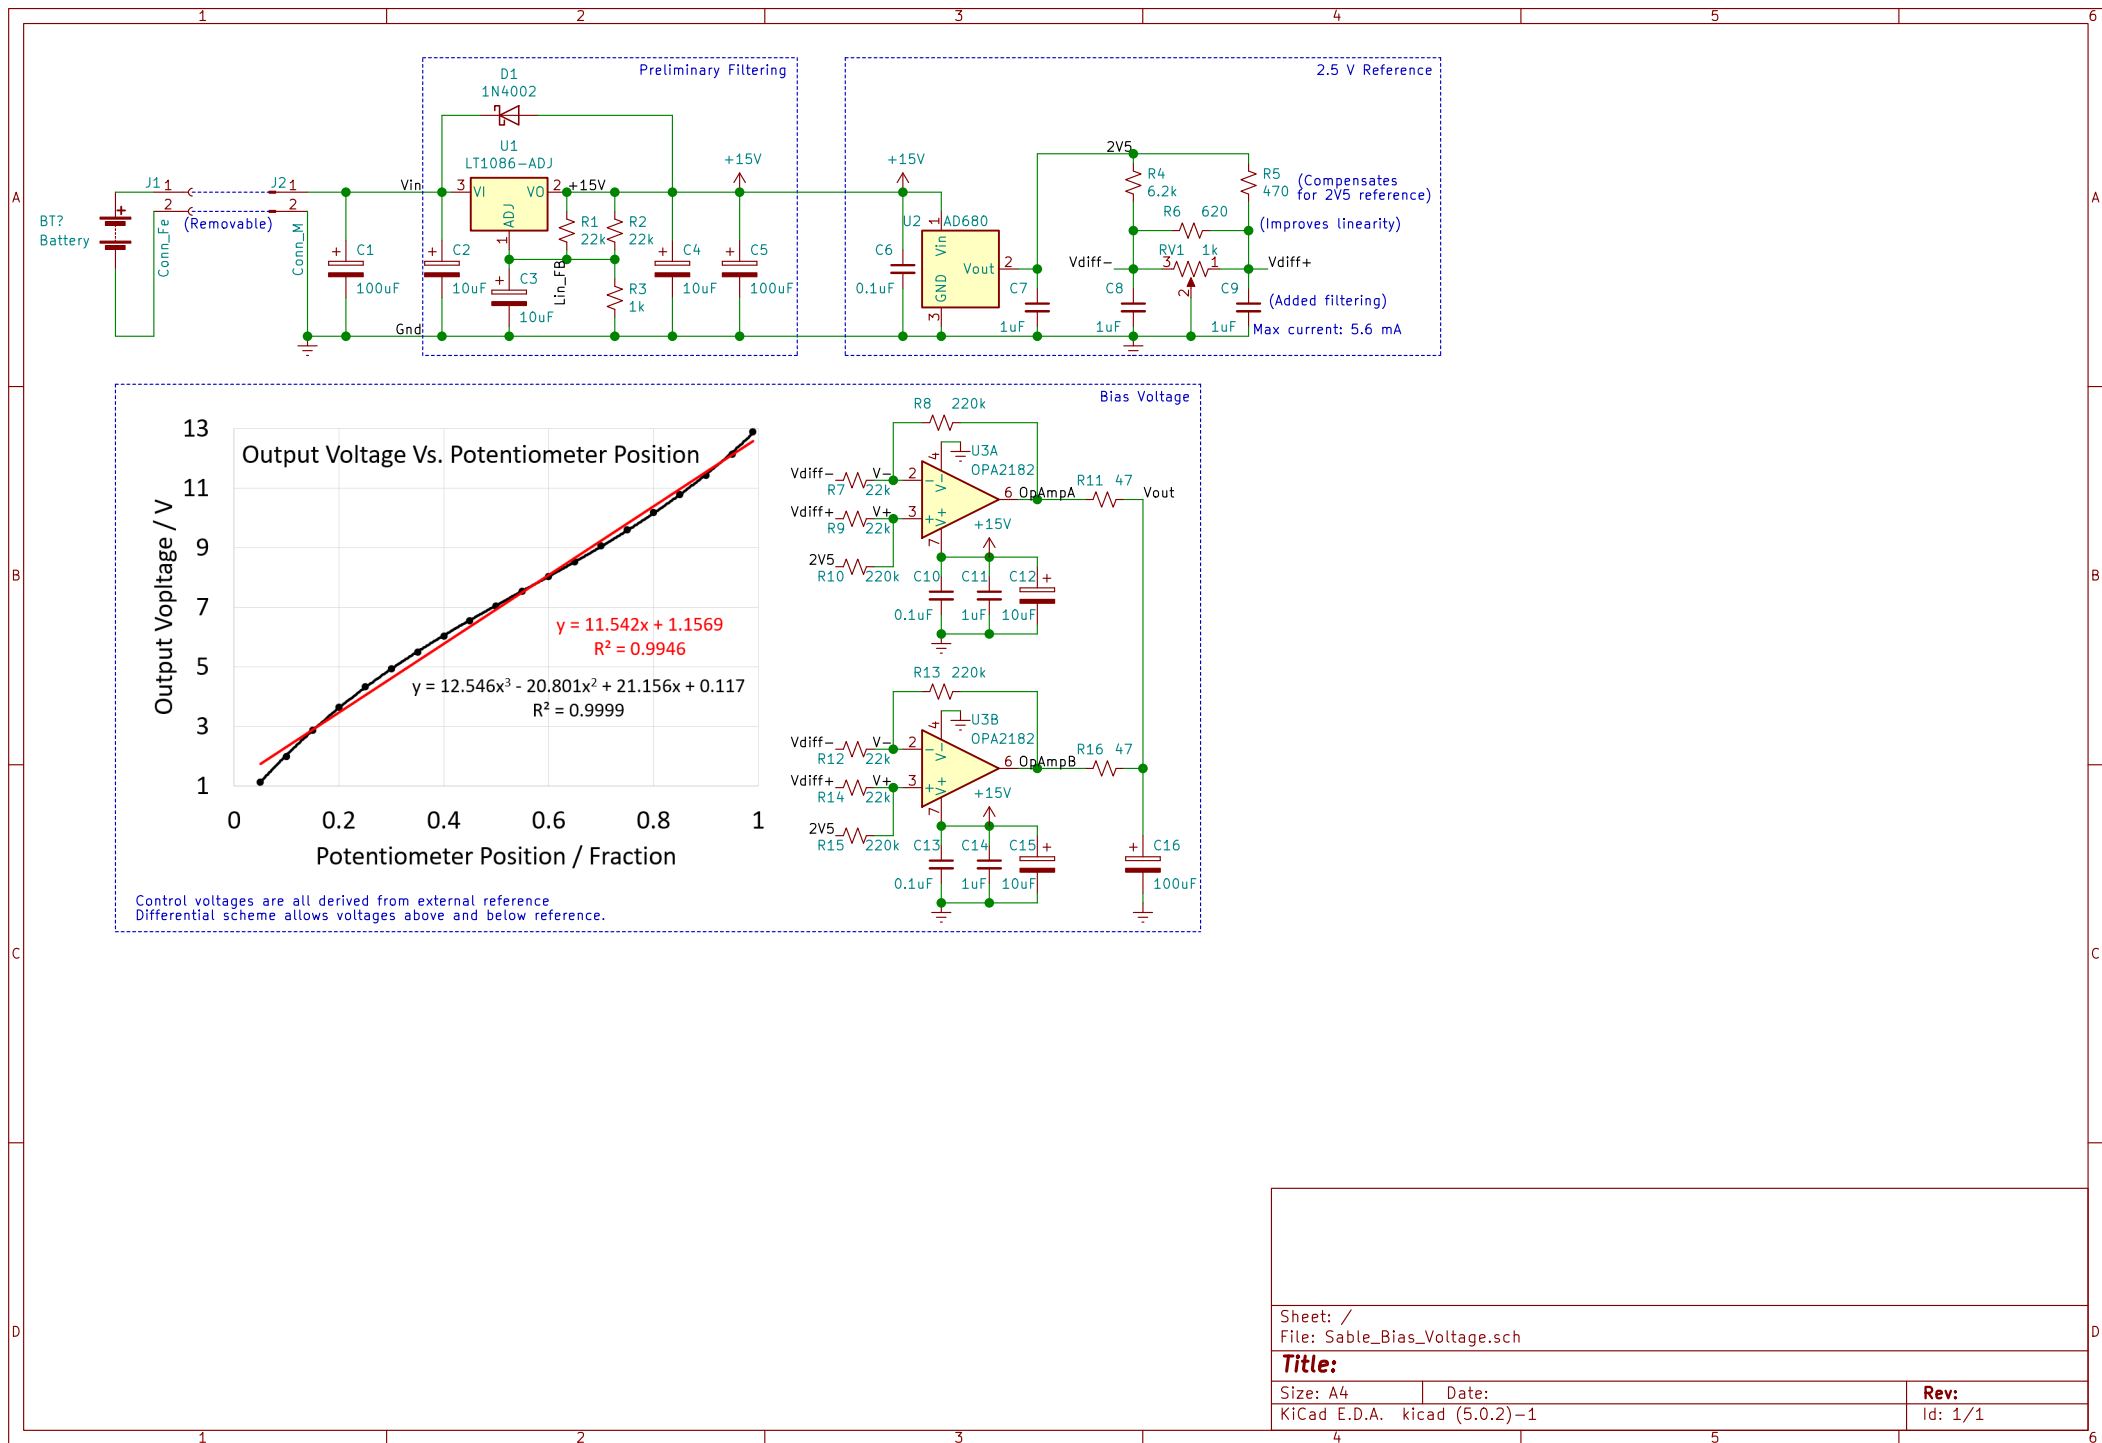 1 2 3 4 5 6
A
B
C
D
A
B
C
D
Preliminary Filtering
D1
1N4002
U1
LT1086-ADJ
3 VI VO 2
ADJ
1
+15V
+15V
J1 1
2
J2 1
2
(Removable)
Conn_Fe
Conn_M
BT?
Battery
Vin
Gnd
C1
100uF
C2
10uF
C3
10uF
Lin_FB
R1
22k
R2
22k
R3
1k
C4
10uF
C5
100uF
2.5 V Reference
+15V
U2 AD680
1
Vin
Vout 2
GND
3
C6
0.1uF
C7
1uF
2V5
R4
6.2k
R5
470
(Compensates
for 2V5 reference)
R6 620
(Improves linearity)
RV1 1k
Vdiff- 3 1 Vdiff+
2
C8
1uF
C9
1uF
(Added filtering)
Max current: 5.6 mA
Bias Voltage
Output Voltage Vs. Potentiometer Position
Output Vopltage / V
13
11
9
7
5
3
1
0 0.2 0.4 0.6 0.8 1
Potentiometer Position / Fraction
y = 11.542x + 1.1569
R² = 0.9946
y = 12.546x³ - 20.801x² + 21.156x + 0.117
R² = 0.9999
Control voltages are all derived from external reference
Differential scheme allows voltages above and below reference.
R8 220k
U3A
OPA2182
4
V-
Vdiff- V- 2 -
R7 22k
Vdiff+ V+ 3 +
R9 22k
V+
7
6 OpAmpA
R11 47
Vout
+15V
2V5
R10 220k
C10
0.1uF
C11
1uF
C12
10uF
R13 220k
U3B
OPA2182
4
V-
Vdiff- V- 2 -
R12 22k
Vdiff+ V+ 3 +
R14 22k
V+
7
6 OpAmpB
R16 47
+15V
2V5
R15 220k
C13
0.1uF
C14
1uF
C15
10uF
C16
100uF
Sheet: /
File: Sable_Bias_Voltage.sch
Title:
Size: A4 Date: Rev:
KiCad E.D.A. kicad (5.0.2)-1 Id: 1/1
1 2 3 4 5 6